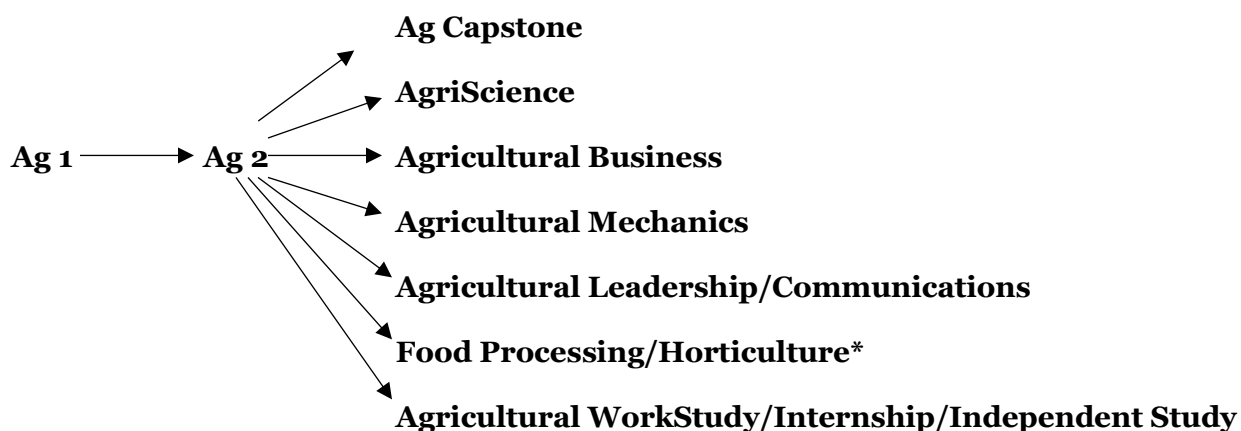 Ag Capstone
AgriScience
Ag 1 Ag 2 Agricultural Business
Agricultural Mechanics
Agricultural Leadership/Communications
Food Processing/Horticulture*
Agricultural WorkStudy/Internship/Independent Study